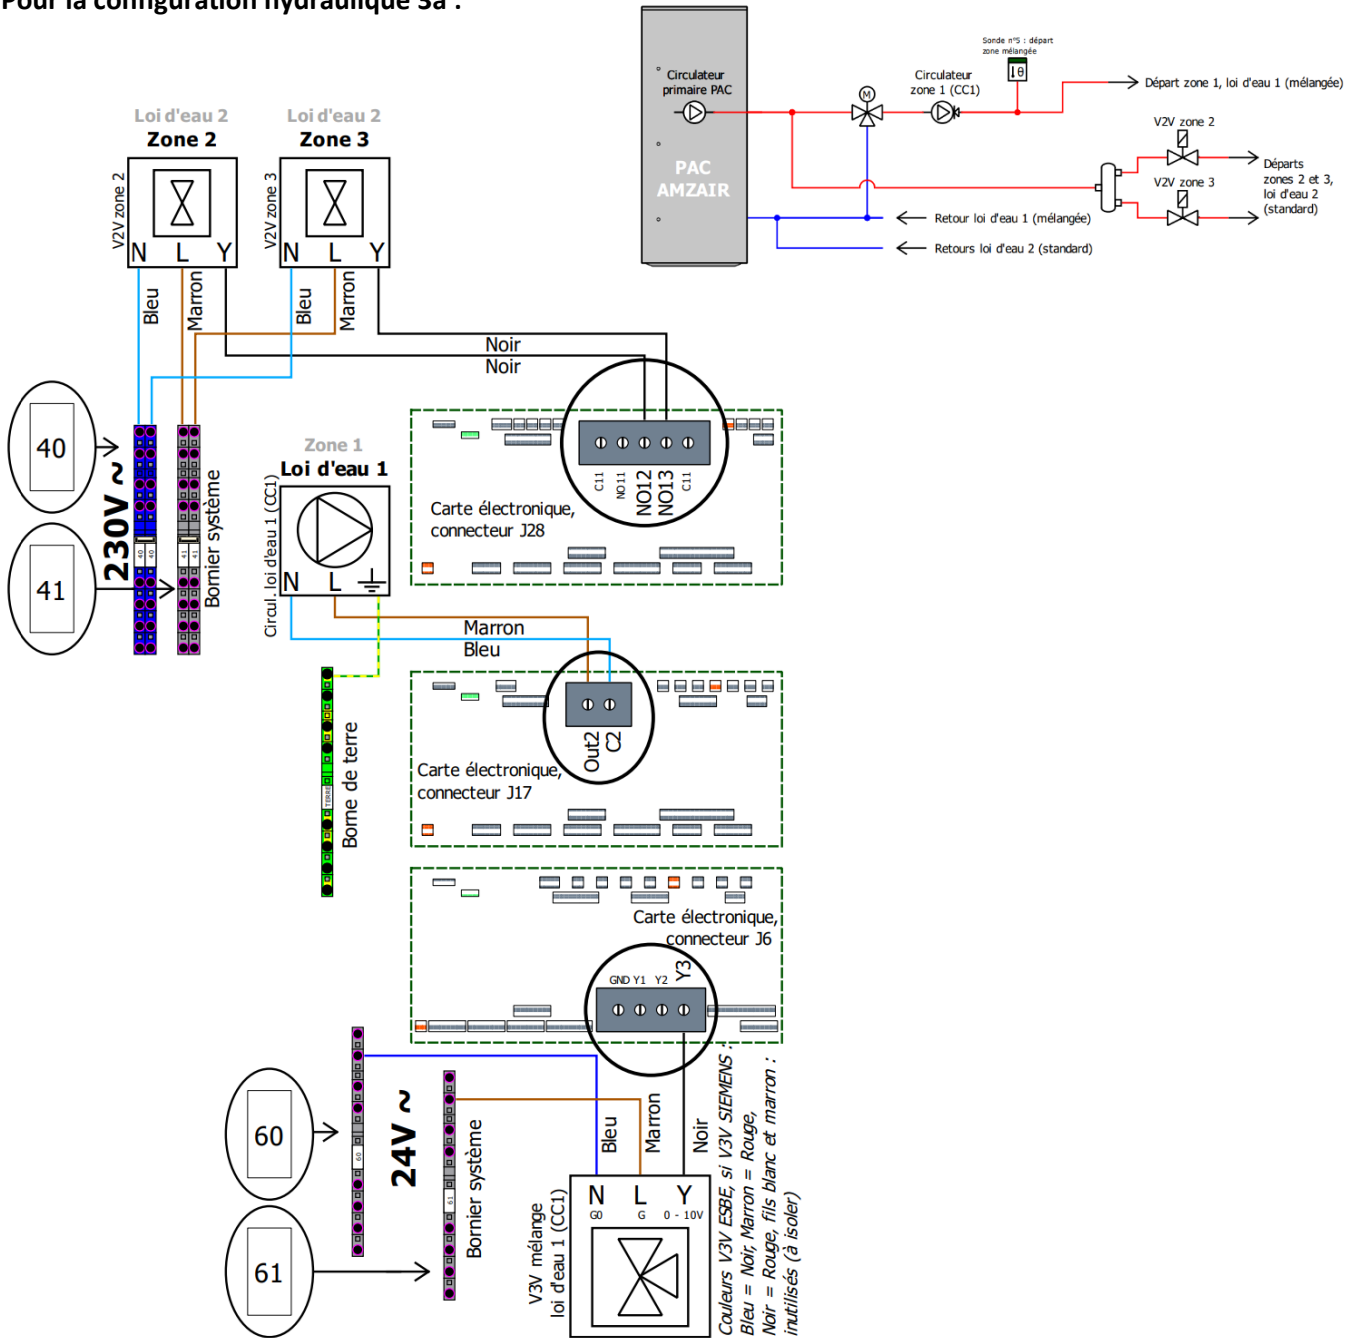 Pour la configuration hydraulique 3a :
Sonde n°5 : départ
zone mélangée
Circulateur
primaire PAC
Circulateur
zone 1 (CC1)
M
θ
Départ zone 1, loi d'eau 1 (mélangée)
V2V zone 2
V2V zone 3
Départs
zones 2 et 3,
loi d'eau 2
(standard)
PAC
AMZAIR
Retour loi d'eau 1 (mélangée)
Retours loi d'eau 2 (standard)
Loi d'eau 2
Zone 2
Loi d'eau 2
Zone 3
V2V zone 2
N L Y
V2V zone 3
N L Y
Bleu
Marron
Bleu
Marron
Noir
Noir
40
41
230V ~
40 40
41 41
Bornier système
Zone 1
Loi d'eau 1
Circul. loi d'eau 1 (CC1)
N L
C11
NO11
NO12
NO13
C11
Carte électronique,
connecteur J28
Marron
Bleu
Out2
C2
Carte électronique,
connecteur J17
TERRE
Borne de terre
Carte électronique,
connecteur J6
GND Y1 Y2 Y3
60
61
60
24V ~
61
Bornier système
Bleu
Marron
Noir
V3V mélange
loi d'eau 1 (CC1)
N L Y
G0 G 0 - 10V
Couleurs V3V ESBE, si V3V SIEMENS :
Bleu = Noir, Marron = Rouge,
Noir = Rouge, fils blanc et marron :
inutilisés (à isoler)